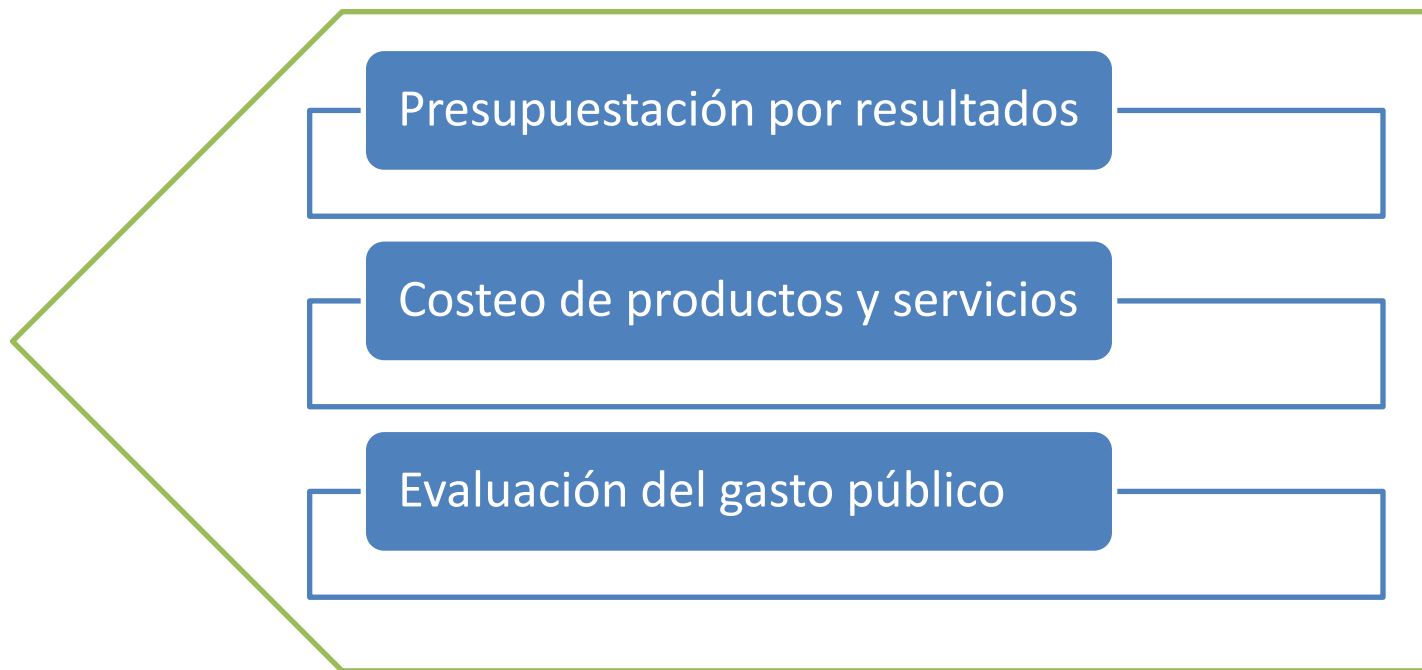 Presupuestación por resultados
Costeo de productos y servicios
Evaluación del gasto público